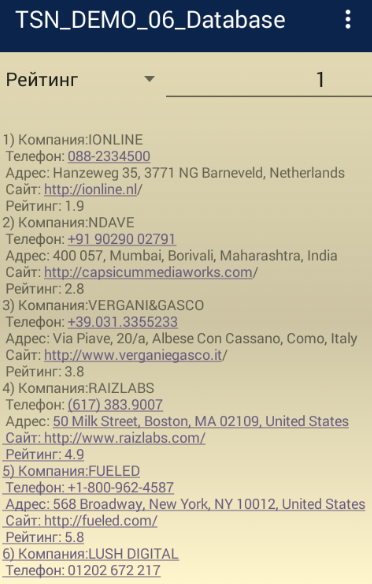 TSN_DEMO_06_Database
Рейтинг 1
1) Компания:IONLINE
Телефон: 088-2334500
Адрес: Hanzeweg 35, 3771 NG Barneveld, Netherlands
Сайт: http://ionline.nl/
Рейтинг: 1.9
2) Компания:NDAVE
Телефон: +91 90290 02791
Адрес: 400 057, Mumbai, Borivali, Maharashtra, India
Сайт: http://capsicummediaworks.com/
Рейтинг: 2.8
3) Компания:VERGANI&GASCO
Телефон: +39.031.3355233
Адрес: Via Piave, 20/a, Albese Con Cassano, Como, Italy
Сайт: http://www.verganiegasco.it/
Рейтинг: 3.8
4) Компания:RAIZLABS
Телефон: (617) 383.9007
Адрес: 50 Milk Street, Boston, MA 02109, United States
Сайт: http://www.raizlabs.com/
Рейтинг: 4.9
5) Компания:FUELED
Телефон: +1-800-962-4587
Адрес: 568 Broadway, New York, NY 10012, United States
Сайт: http://fueled.com/
Рейтинг: 5.8
6) Компания:LUSH DIGITAL
Телефон: 01202 672 217